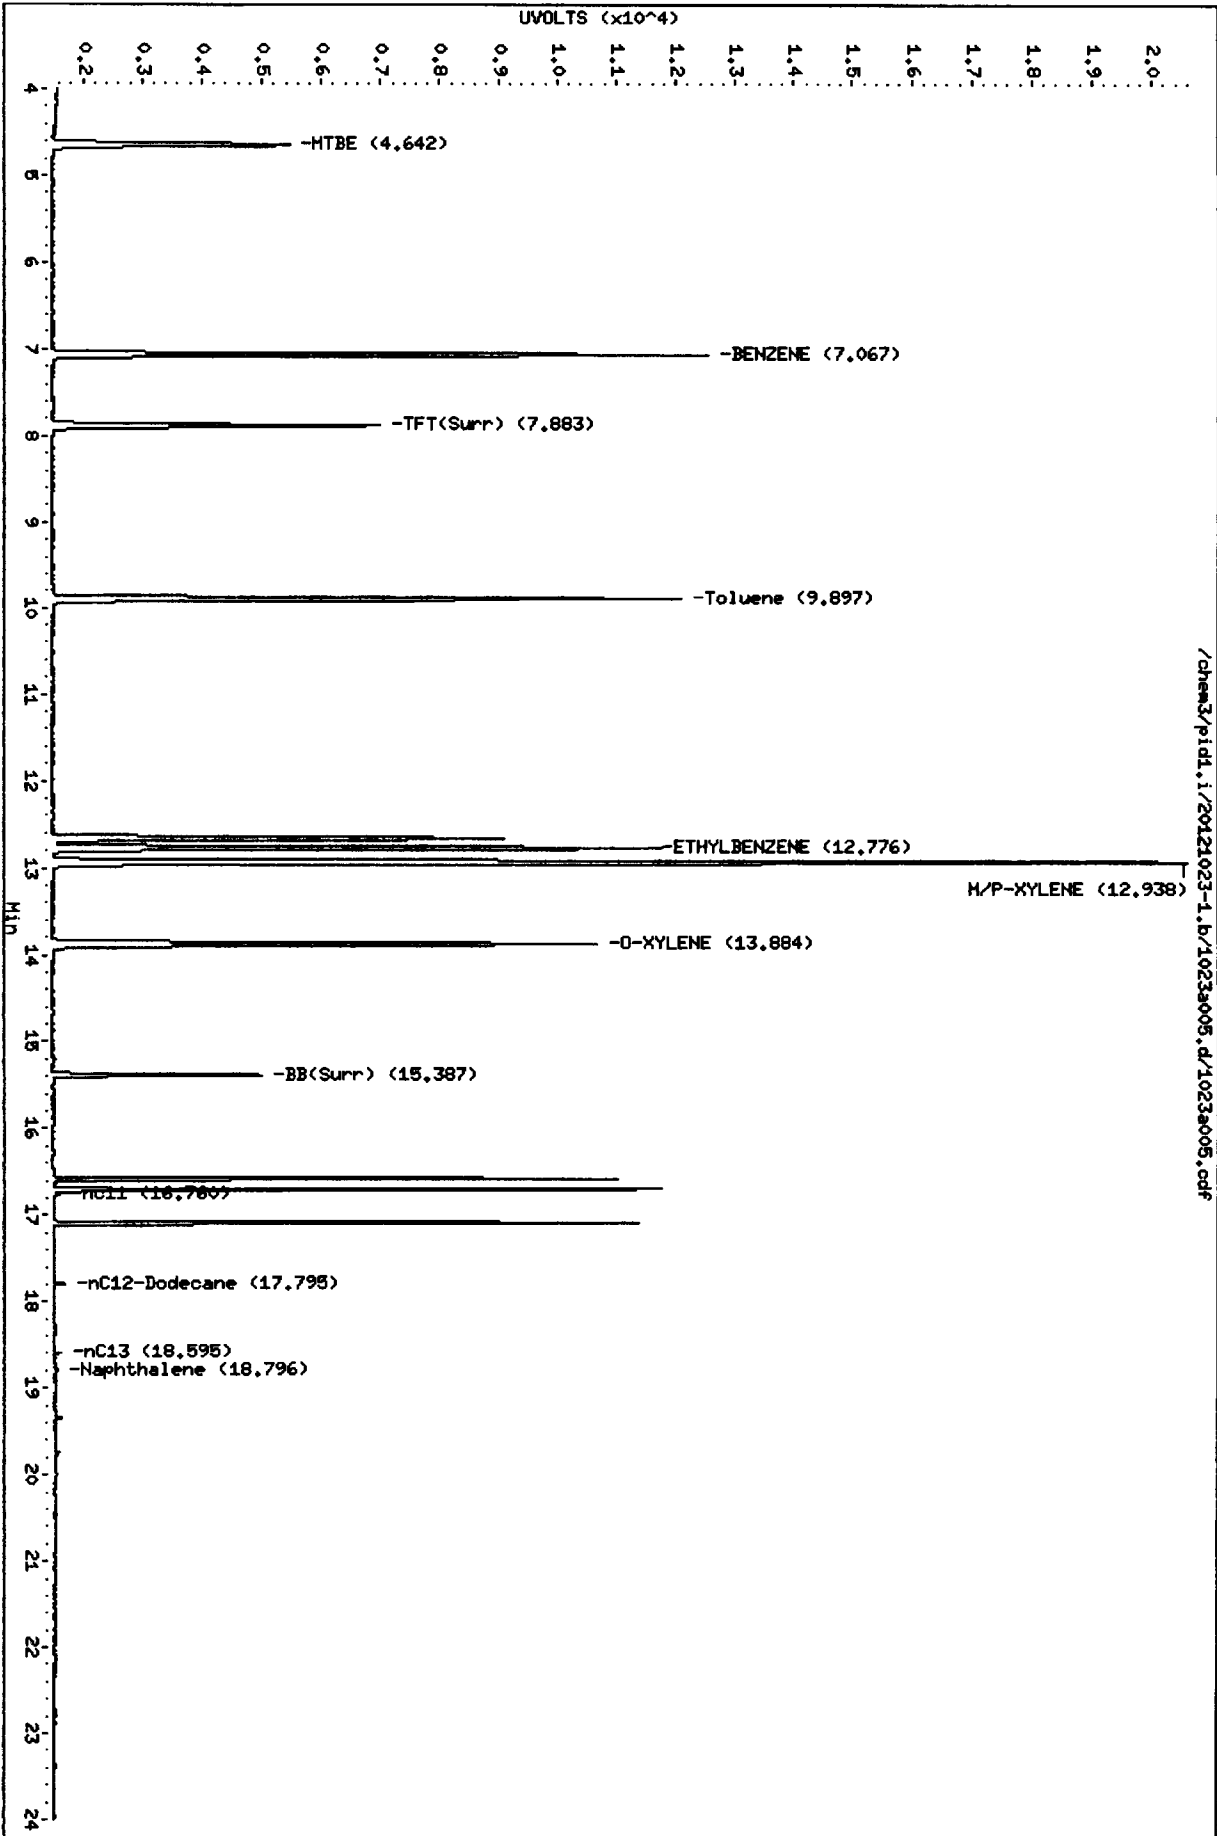 /chem3/pid1.i/20121023-1.b/1023a005.d/1023a005.cdf
UVOLTS (x10^4)
0.2
0.3
0.4
0.5
0.6
0.7
0.8
0.9
1.0
1.1
1.2
1.3
1.4
1.5
1.6
1.7
1.8
1.9
2.0
-MTBE (4.642)
-BENZENE (7.067)
-TFT(Surr) (7.883)
-Toluene (9.897)
-ETHYLBENZENE (12.776)
M/P-XYLENE (12.938)
-O-XYLENE (13.884)
-BB(Surr) (15.387)
-nC11 (16.780)
-nC12-Dodecane (17.795)
-nC13 (18.595)
-Naphthalene (18.796)
4
5
6
7
8
9
10
11
12
13
14
15
16
17
18
19
20
21
22
23
24
Min